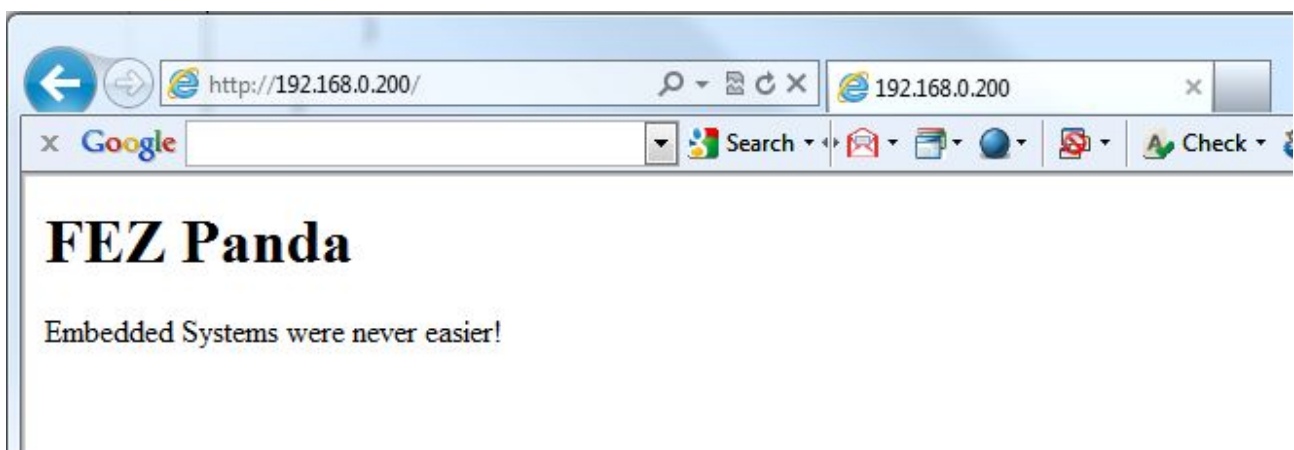 http://192.168.0.200/
192.168.0.200
x Google Search Check
FEZ Panda
Embedded Systems were never easier!